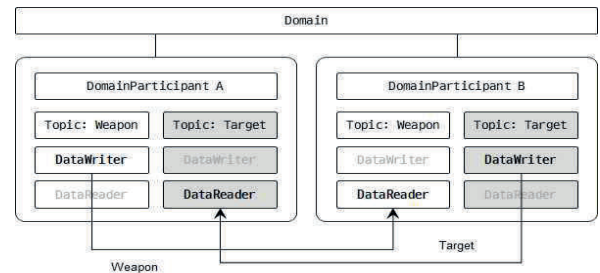 Domain
DomainParticipant A
DomainParticipant B
Topic: Weapon
Topic: Target
Topic: Weapon
Topic: Target
DataWriter
DataWriter
DataWriter
DataWriter
DataReader
DataReader
DataReader
DataReader
Target
Weapon